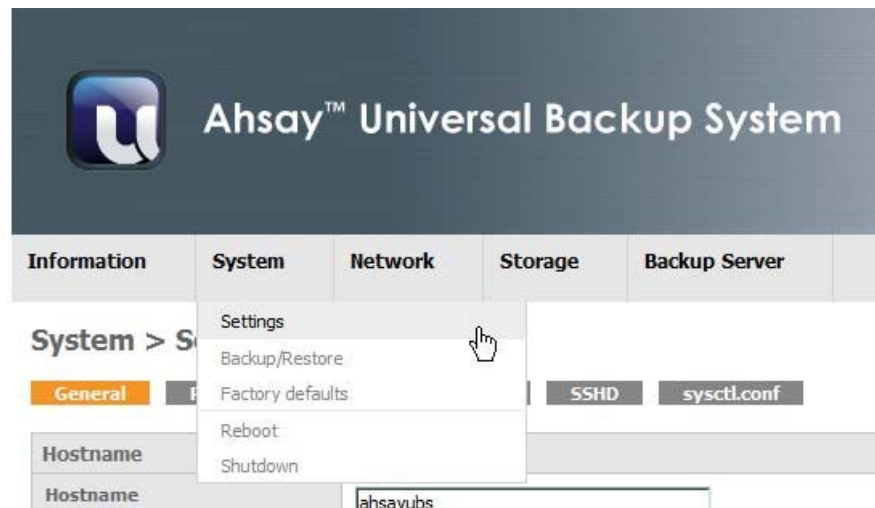 Ahsay™ Universal Backup System
Information System Network Storage Backup Server
Settings
System >
Backup/Restore
General Factory defaults SSHD sysctl.conf
Reboot
Hostname
Shutdown
Hostname ahsayubs